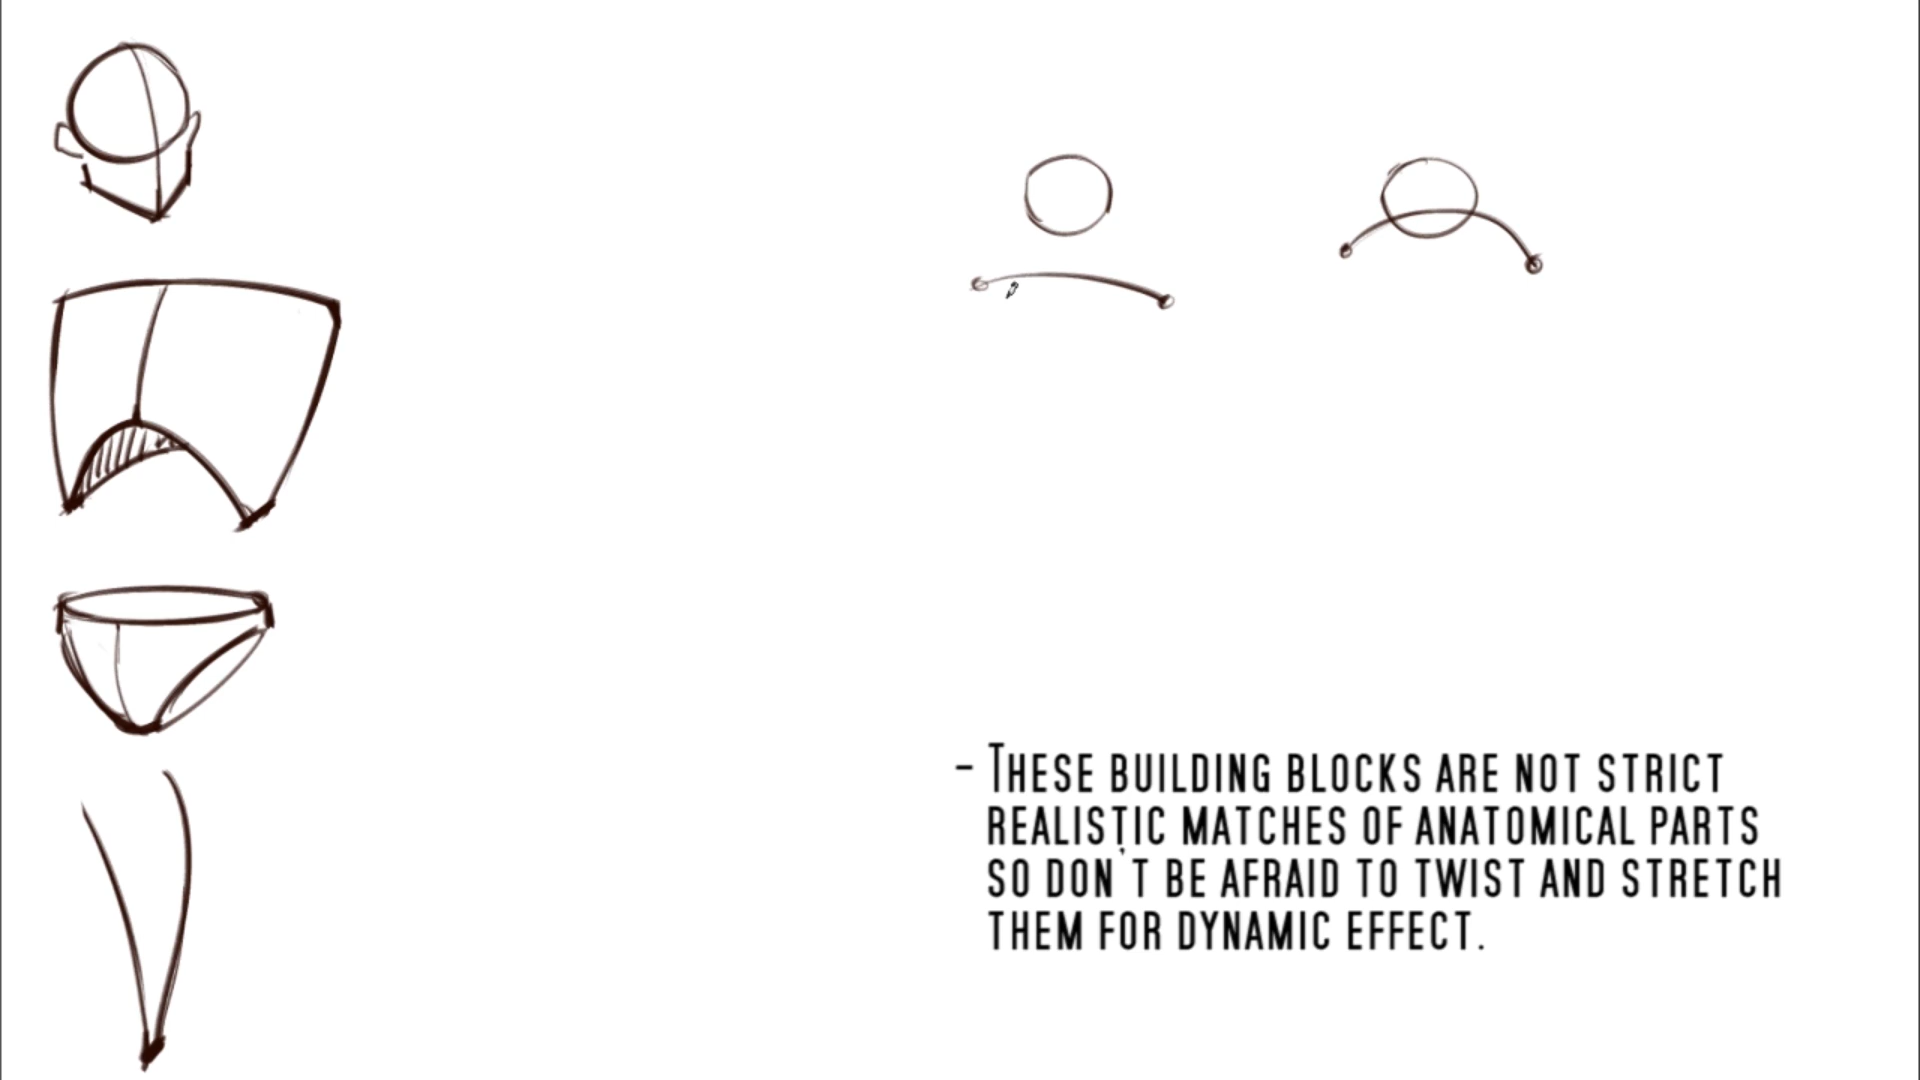 - THESE BUILDING BLOCKS ARE NOT STRICT
REALISTIC MATCHES OF ANATOMICAL PARTS
SO DON'T BE AFRAID TO TWIST AND STRETCH
THEM FOR DYNAMIC EFFECT.